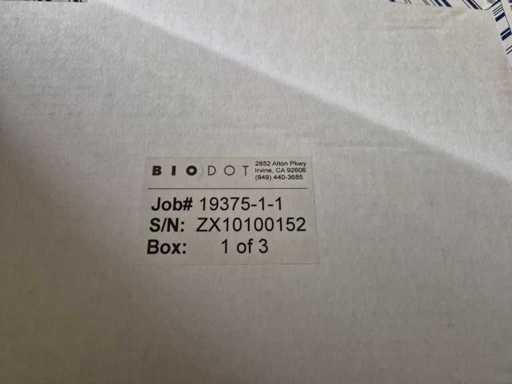 BIODOT
2852 Alton Pkwy
Irvine, CA 92606
(949) 440-3685
Job# 19375-1-1
S/N: ZX10100152
Box: 1 of 3